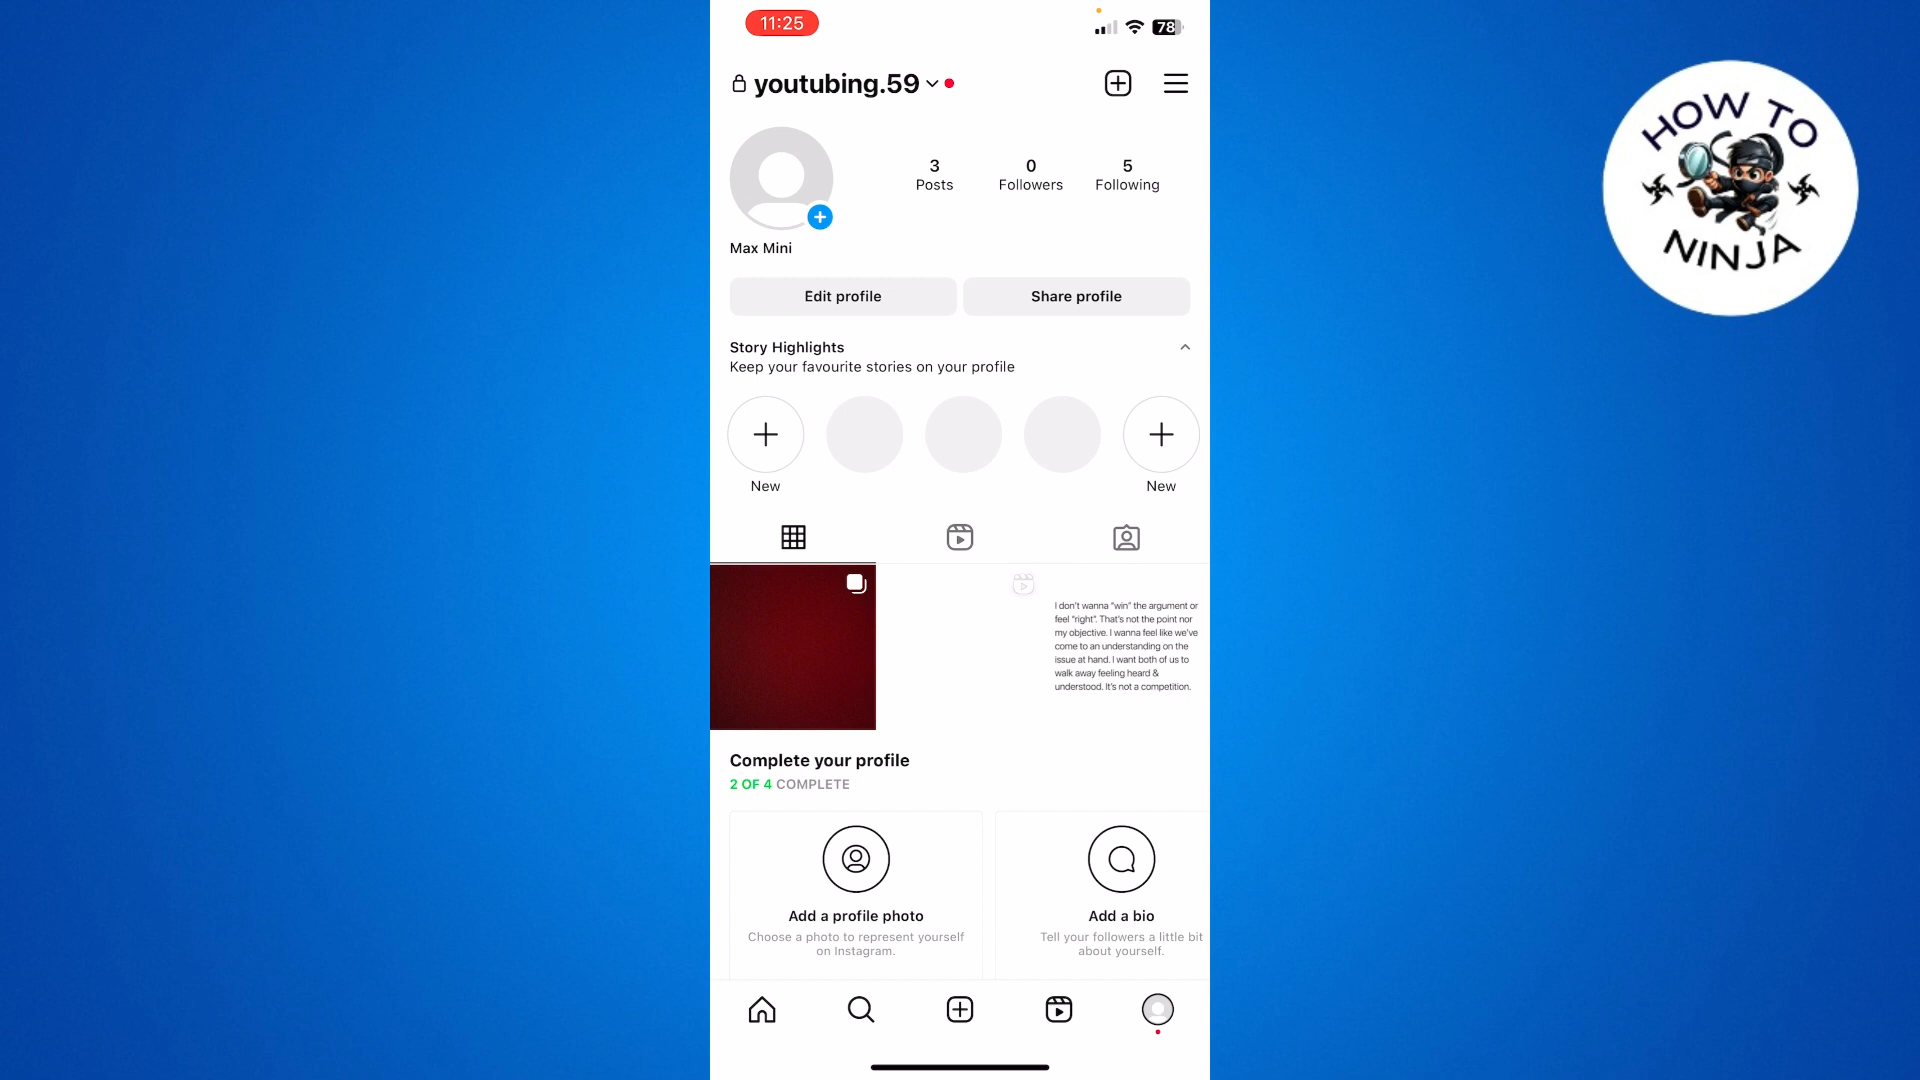 11:25
78
youtubing.59
3
Posts
0
Followers
5
Following
Max Mini
Edit profile
Share profile
Story Highlights
Keep your favourite stories on your profile
New
New
I don't wanna "win" the argument or
feel "right". That's not the point nor
my objective. I wanna feel like we've
come to an understanding on the
issue at hand. I want both of us to
walk away feeling heard &
understood. It's not a competition.
Complete your profile
2 OF 4 COMPLETE
Add a profile photo
Choose a photo to represent yourself
on Instagram.
Add a bio
Tell your followers a little bit
about yourself.
HOW TO
NINJA